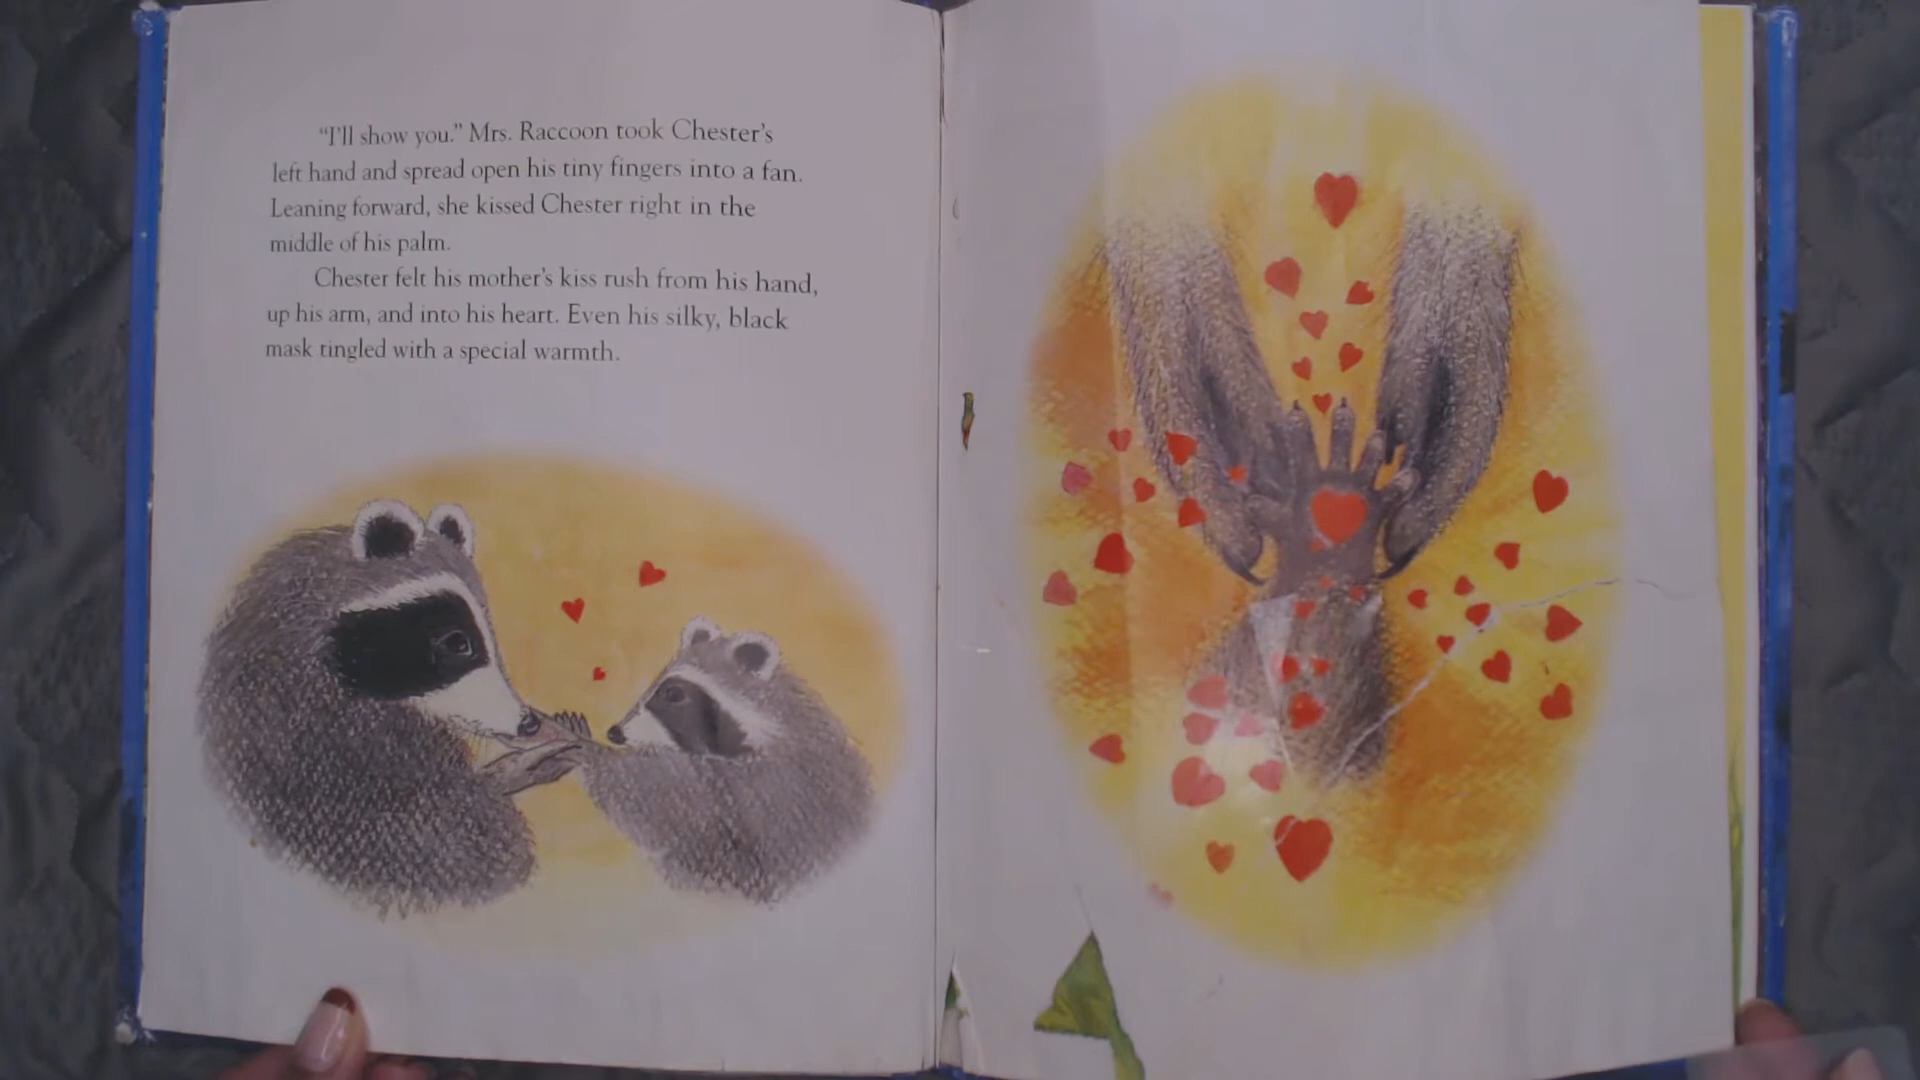 “I’ll show you.” Mrs. Raccoon took Chester’s
left hand and spread open his tiny fingers into a fan.
Leaning forward, she kissed Chester right in the
middle of his palm.
Chester felt his mother’s kiss rush from his hand,
up his arm, and into his heart. Even his silky, black
mask tingled with a special warmth.